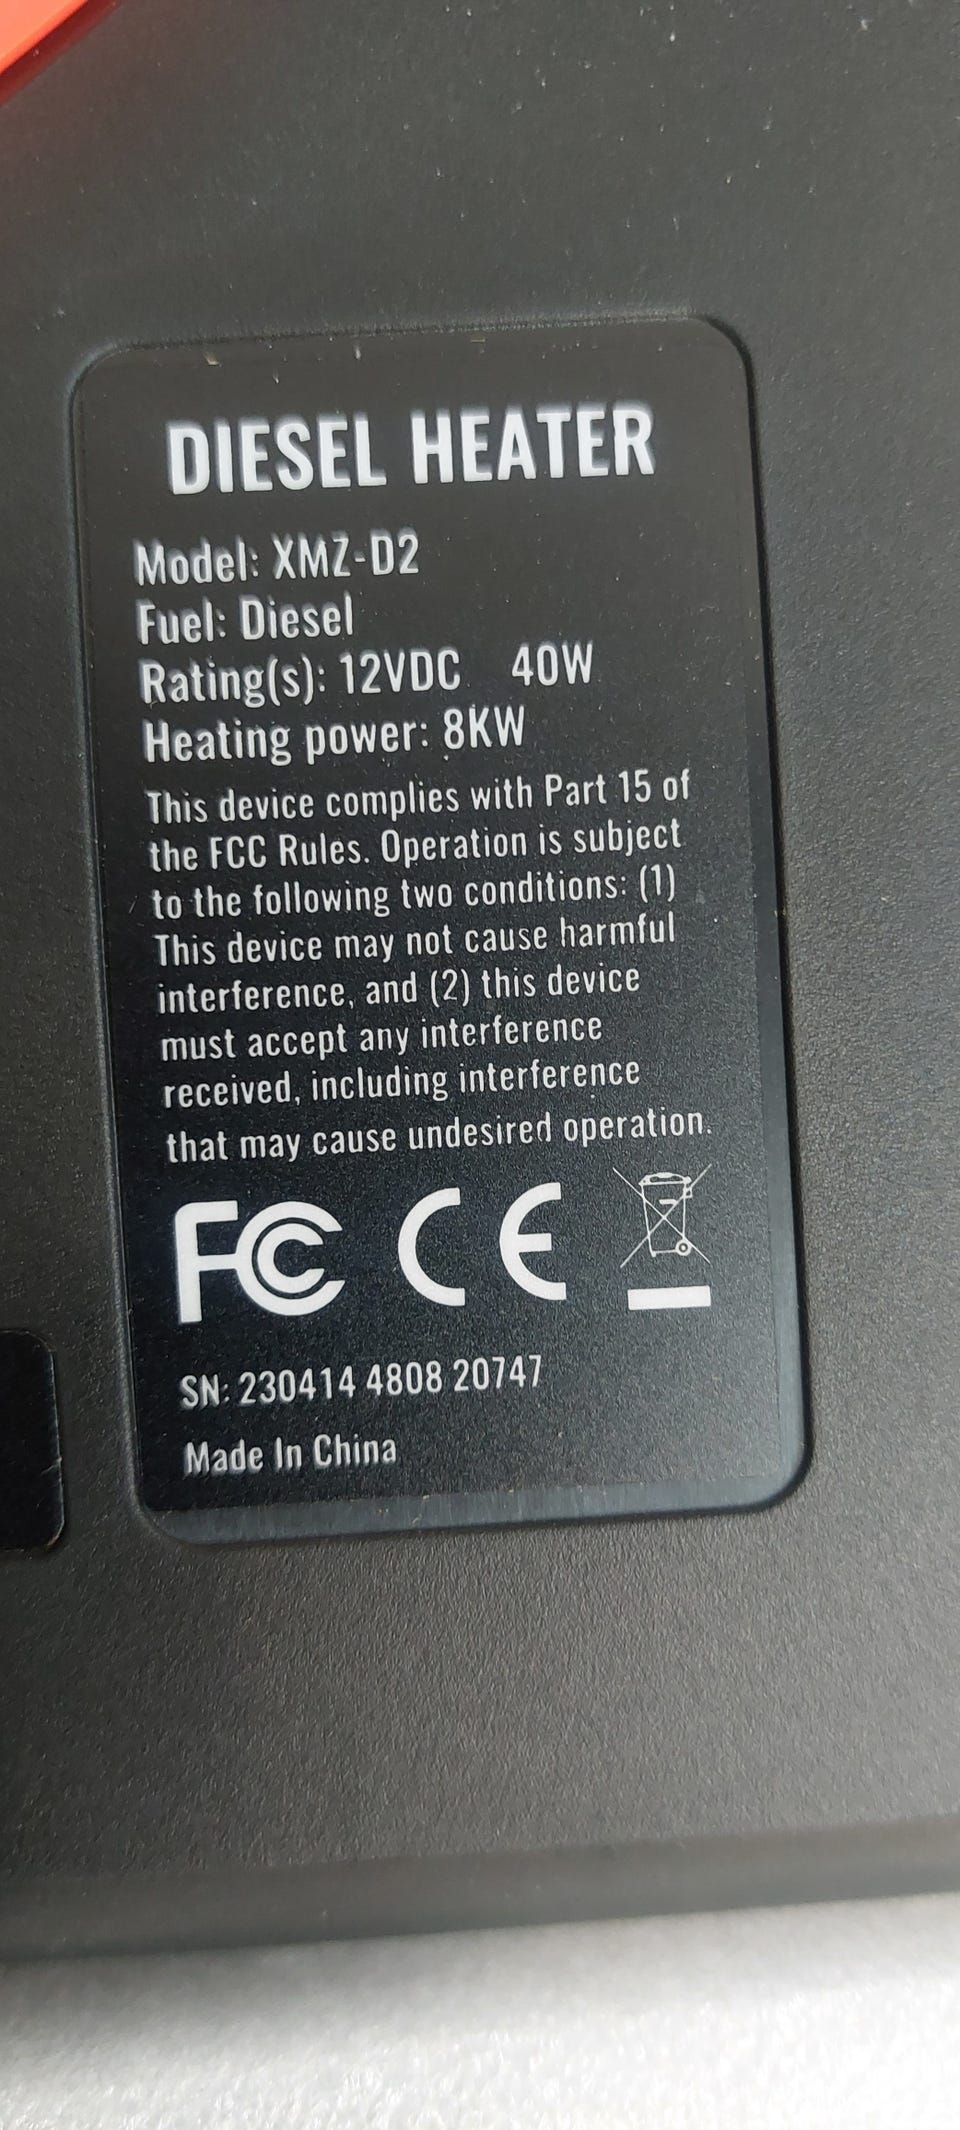 DIESEL HEATER
Model: XMZ-D2
Fuel: Diesel
Rating(s): 12VDC 40W
Heating power: 8KW
This device complies with Part 15 of
the FCC Rules. Operation is subject
to the following two conditions: (1)
This device may not cause harmful
interference, and (2) this device
must accept any interference
received, including interference
that may cause undesired operation.
FC CE
SN: 230414 4808 20747
Made In China